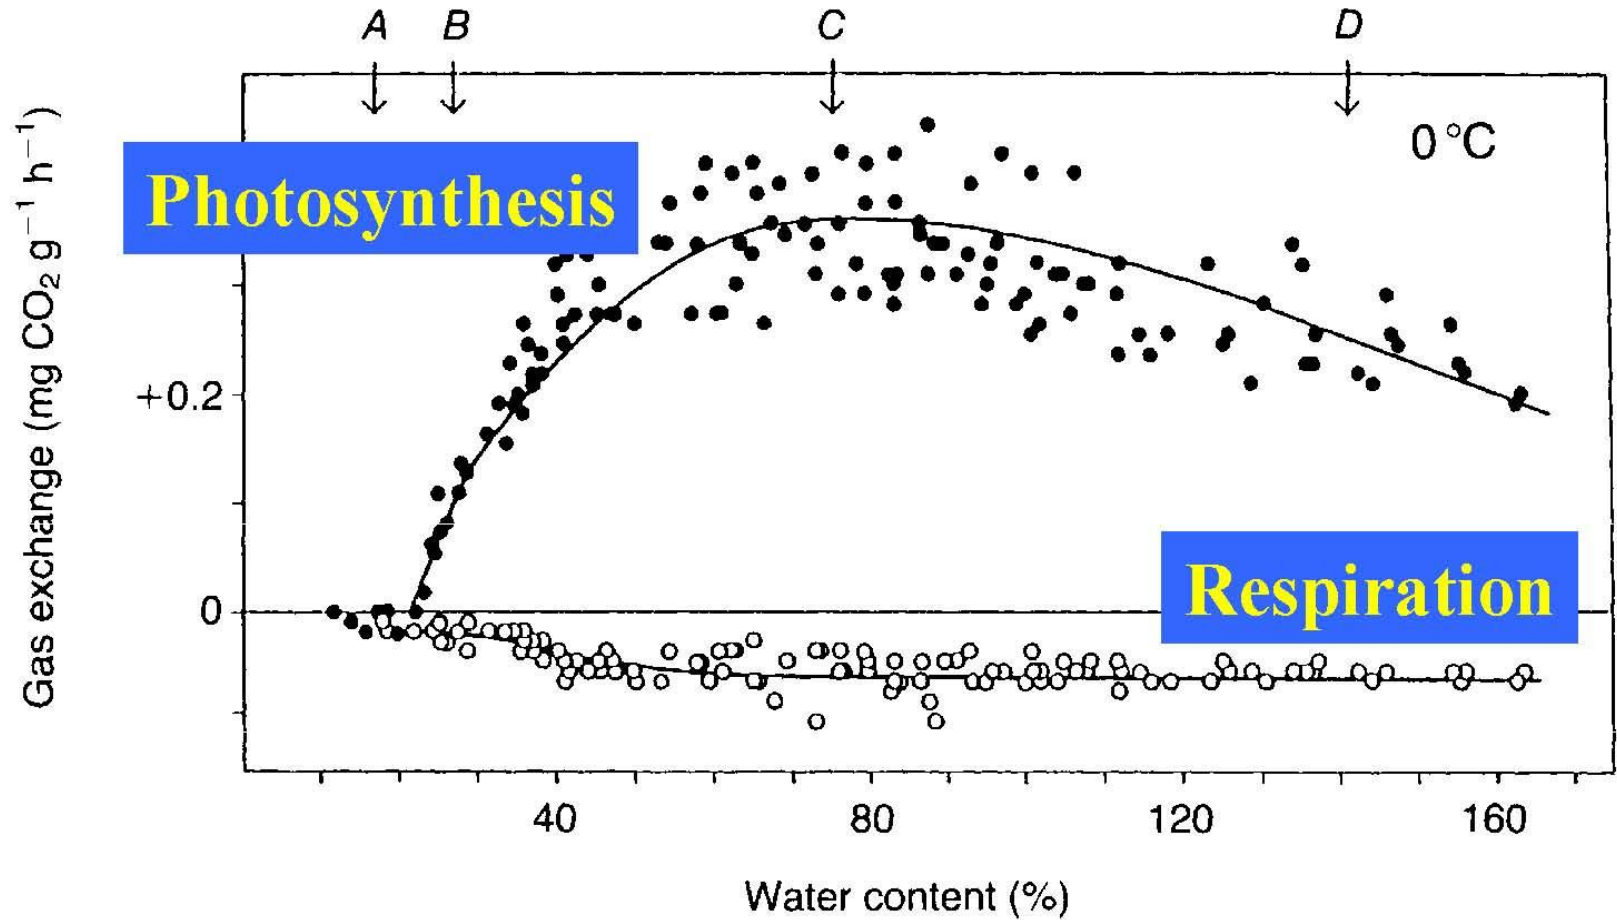 A B C D
0 °C
Photosynthesis
Gas exchange (mg CO₂ g⁻¹ h⁻¹)
+0.2
Respiration
0
40 80 120 160
Water content (%)